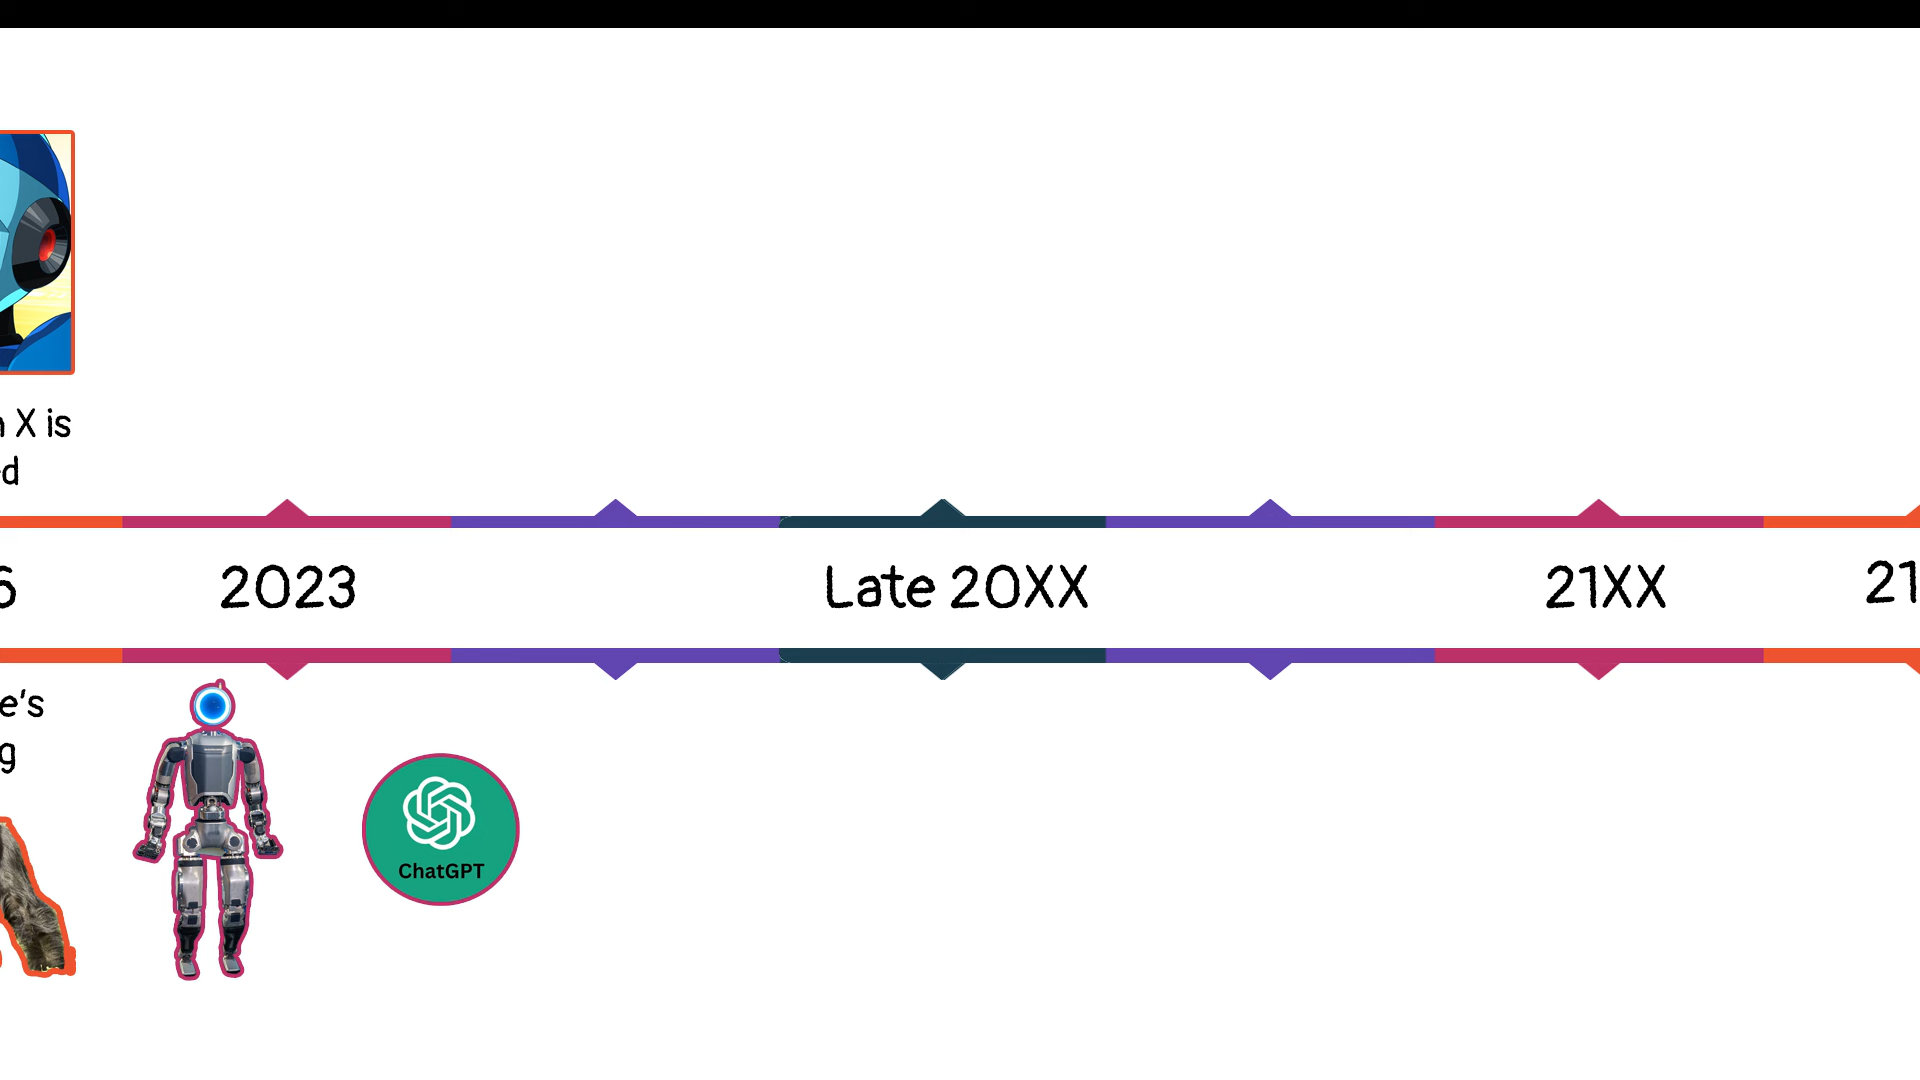 X is
2023
Late 20XX
21XX
21
e's
g
ChatGPT